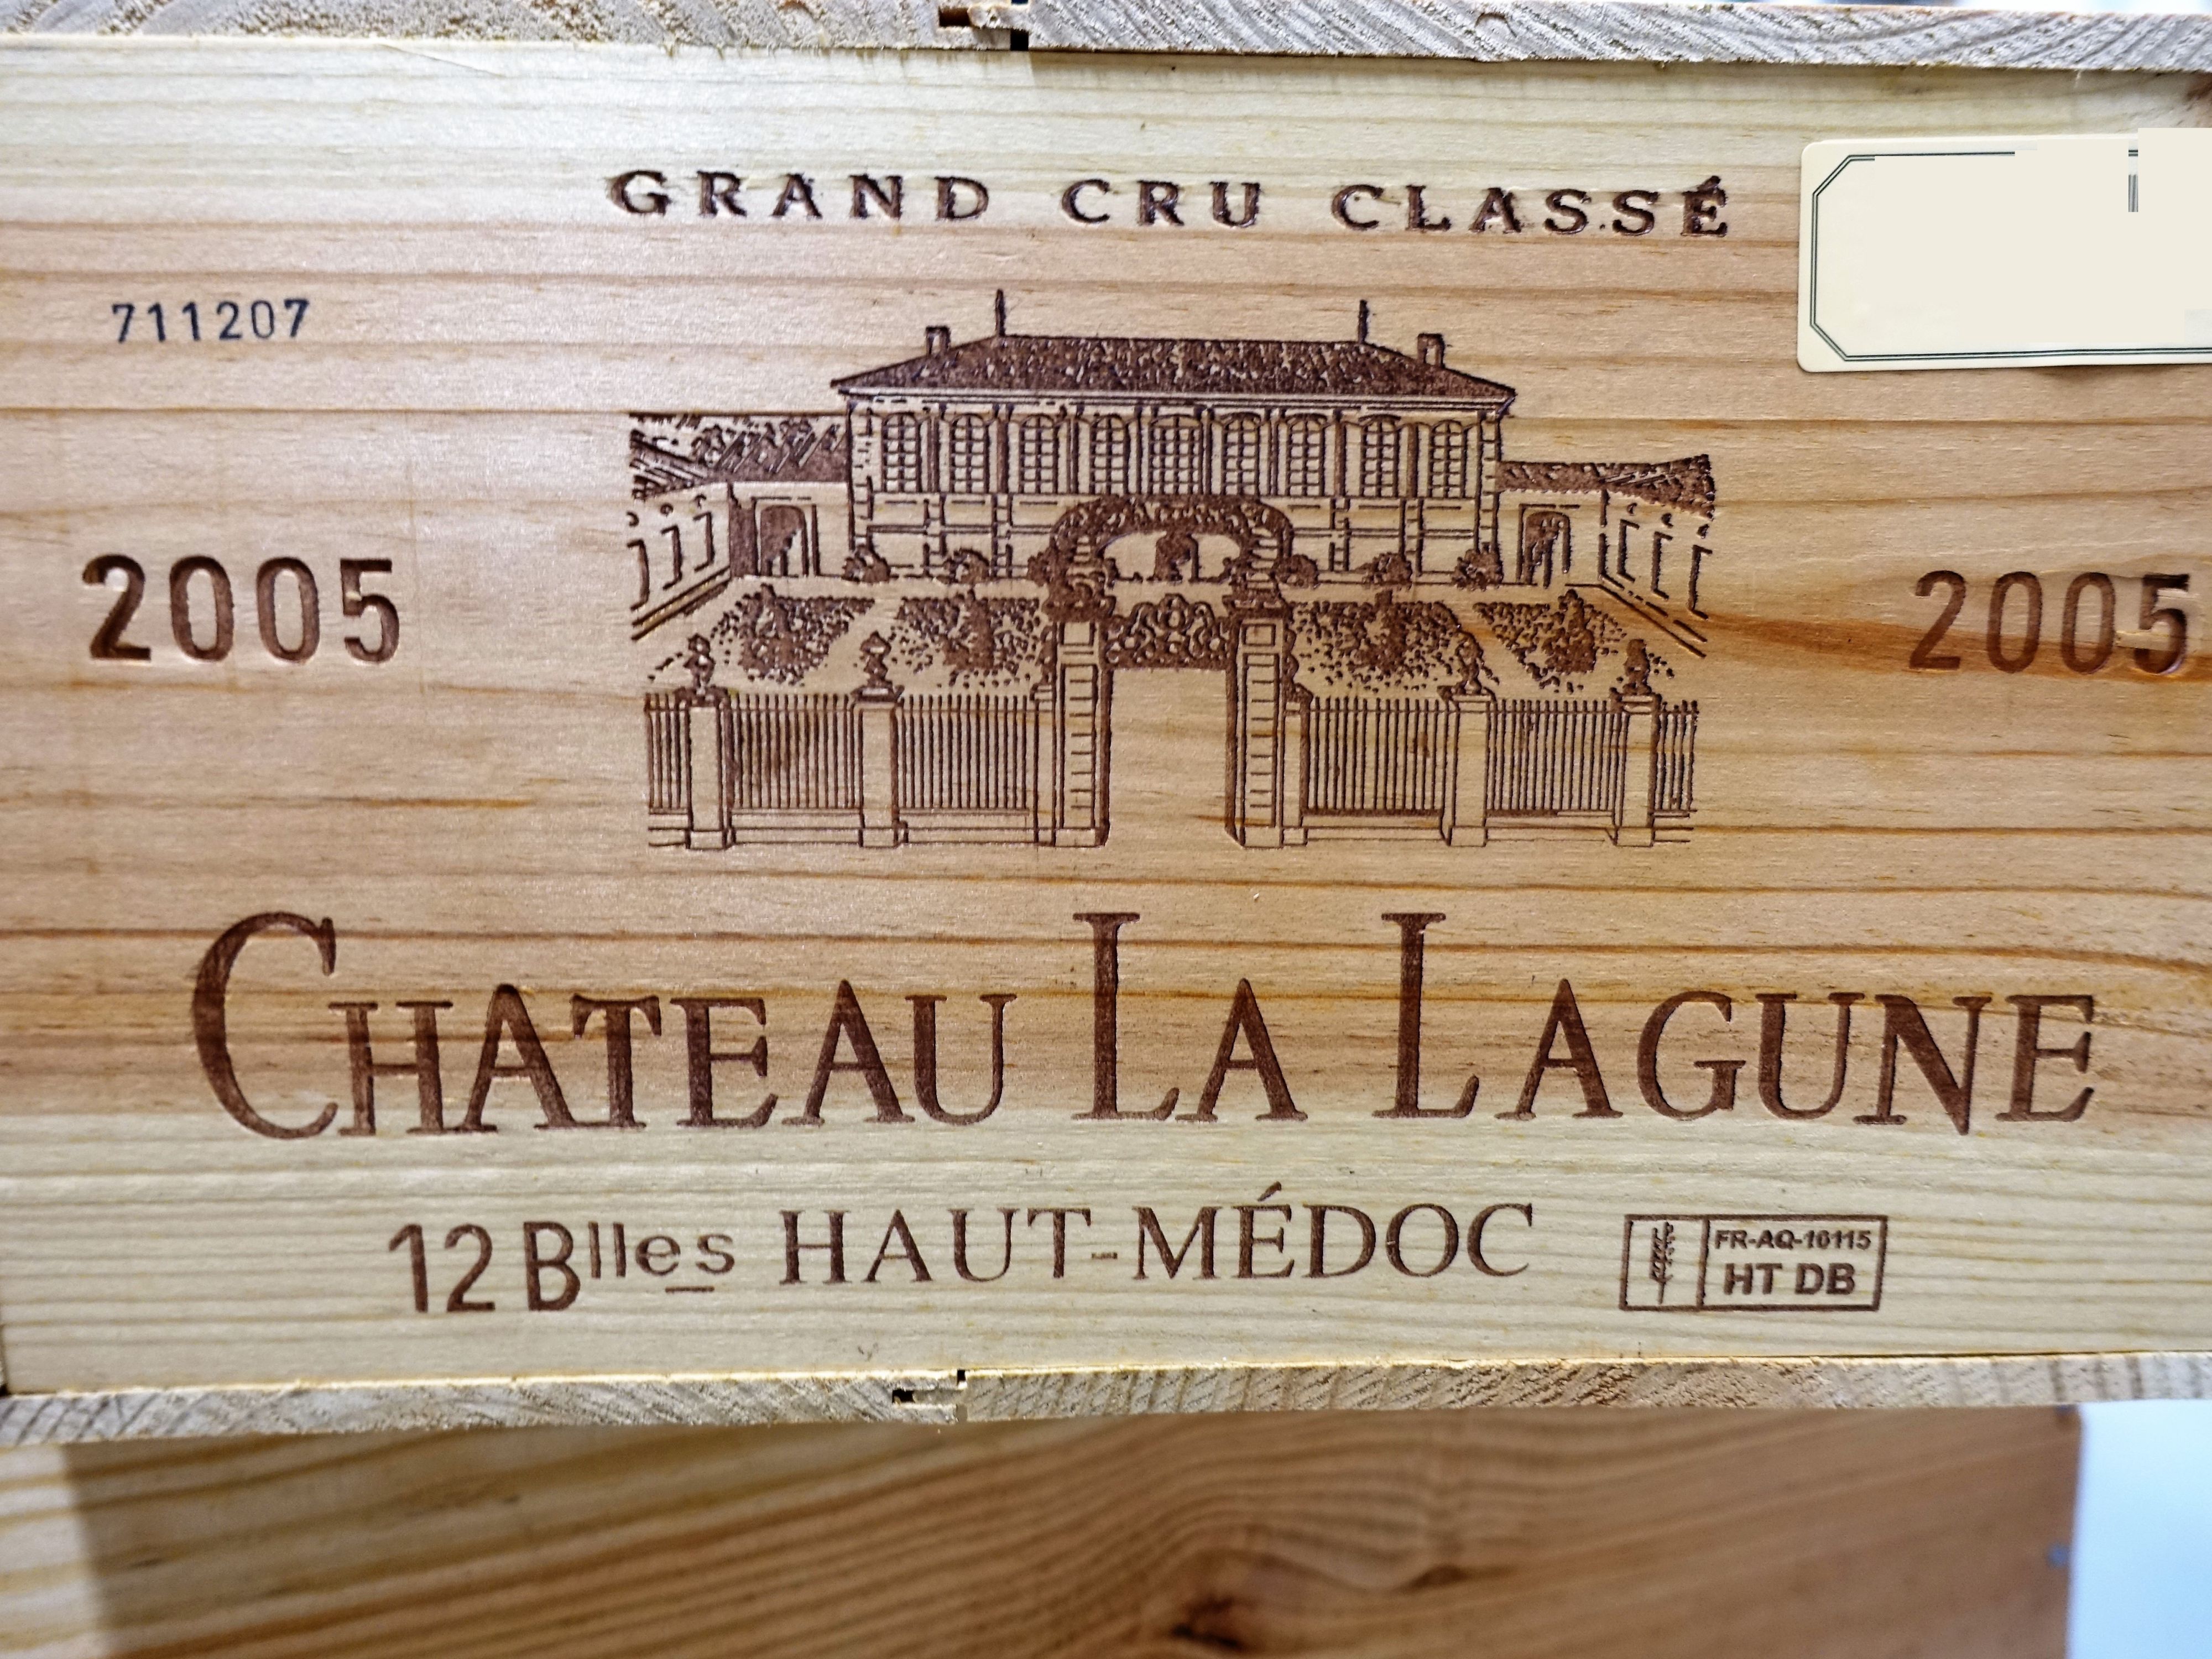 GRAND CRU CLASSÉ
711207
2005 2005
CHATEAU LA LAGUNE
12 Blles HAUT-MÉDOC
FR-AQ-10115
HT DB